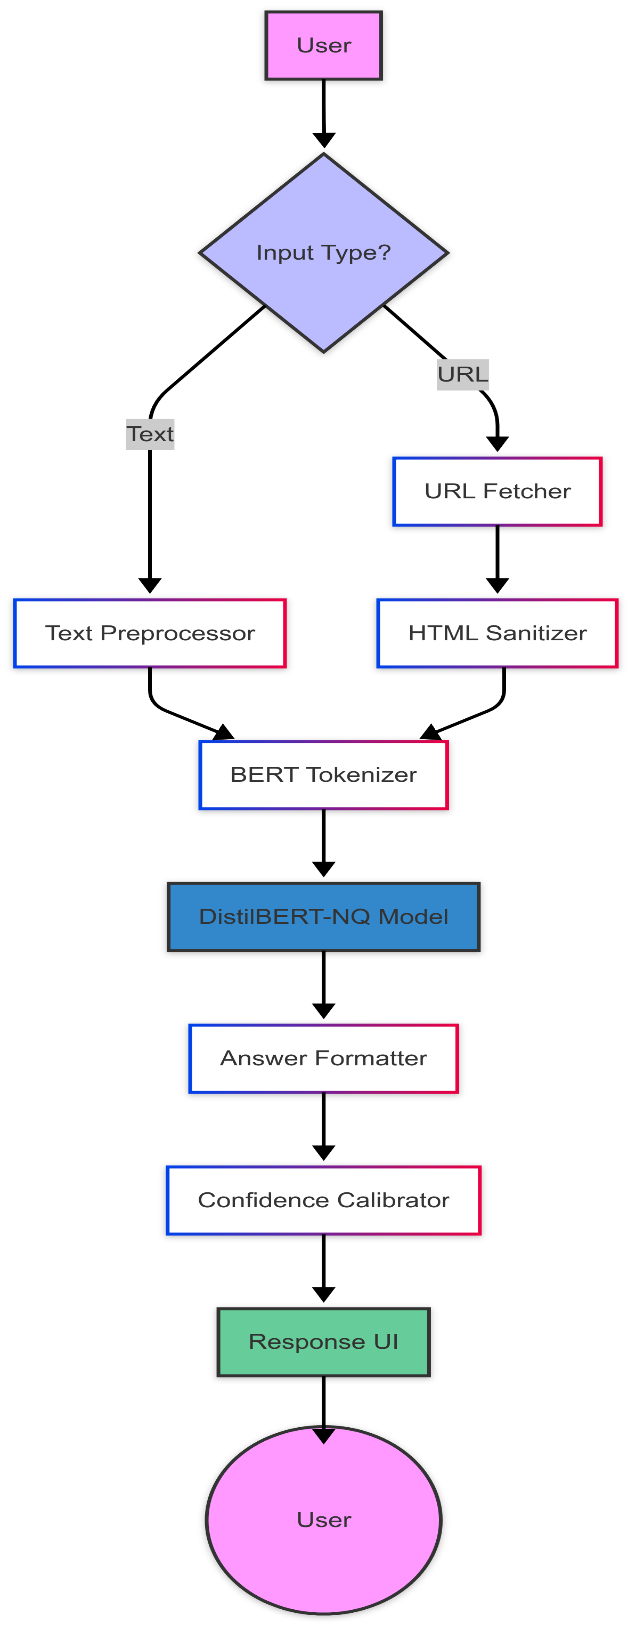 User
Input Type?
URL
Text
URL Fetcher
Text Preprocessor
HTML Sanitizer
BERT Tokenizer
DistilBERT-NQ Model
Answer Formatter
Confidence Calibrator
Response UI
User